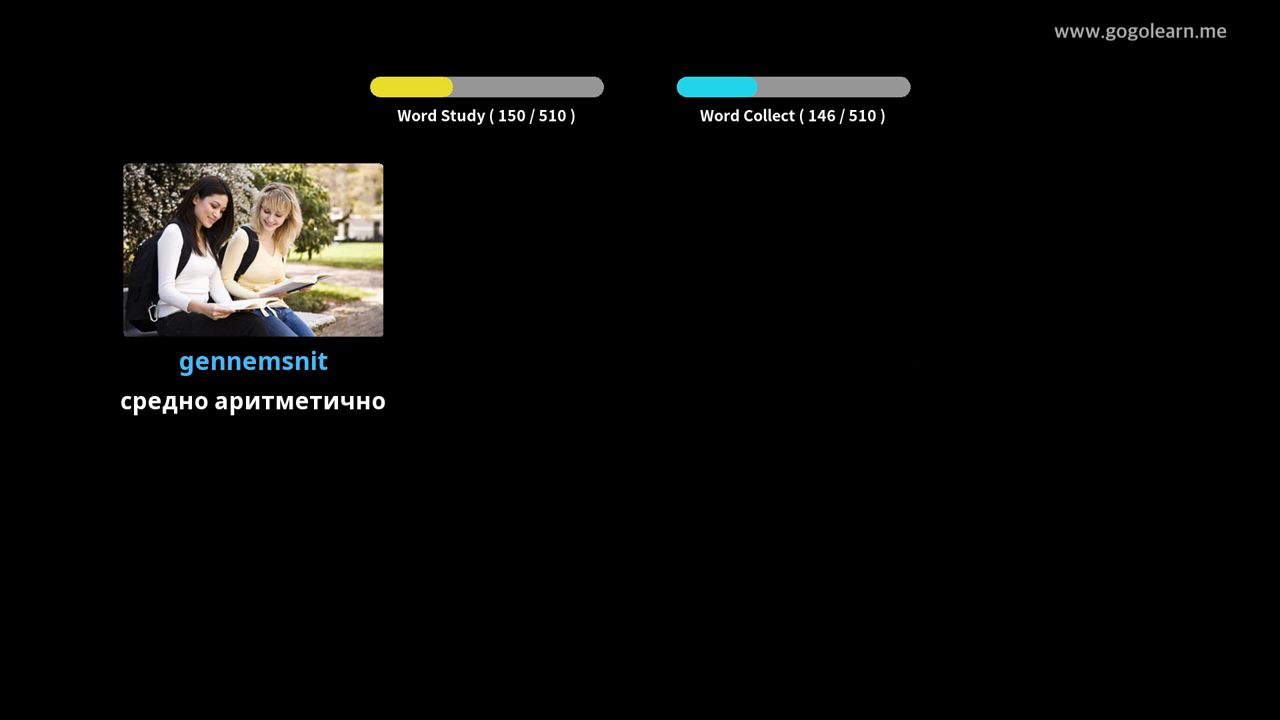 www.gogolearn.me
Word Study ( 150 / 510 )
Word Collect ( 146 / 510 )
gennemsnit
средно аритметично